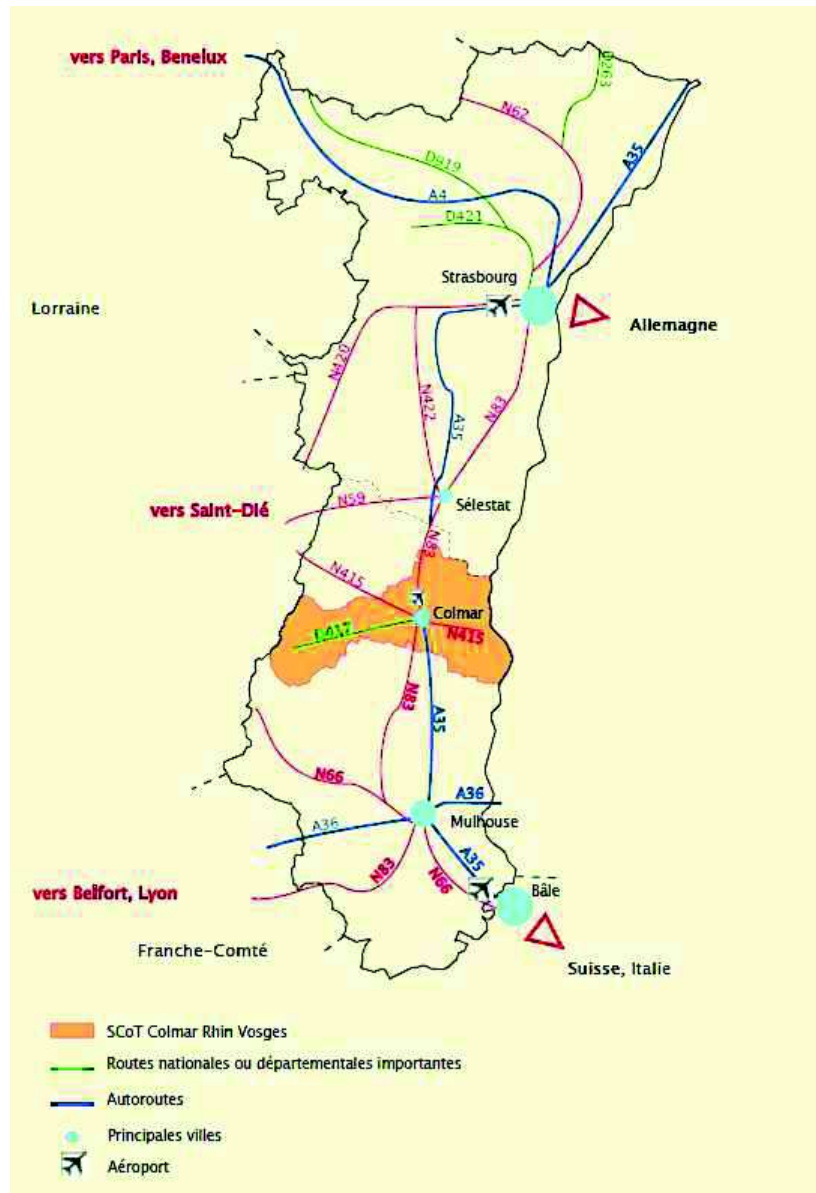 vers Paris, Benelux
D263
N62
A35
D919
A4
D421
Strasbourg
Lorraine
Allemagne
N420
N422
A35
N83
N59
Sélestat
vers Saint-Dié
N83
N415
Colmar
D417
N415
N83
A35
N66
A36
A36
Mulhouse
A35
N83
N66
Bâle
vers Belfort, Lyon
Franche-Comté
Suisse, Italie
SCoT Colmar Rhin Vosges
Routes nationales ou départementales importantes
Autoroutes
Principales villes
Aéroport